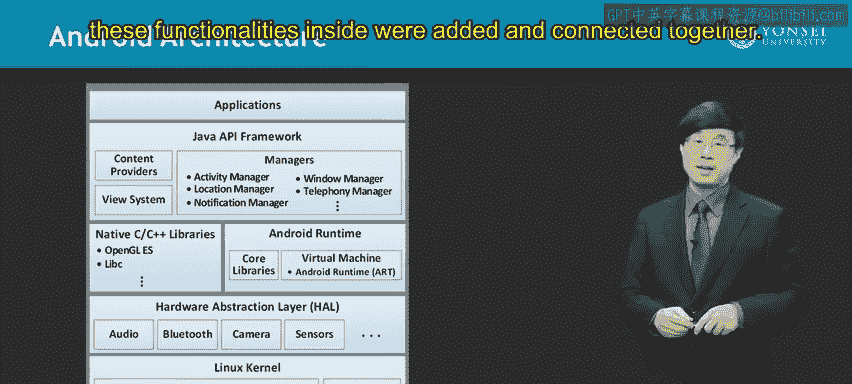 GPT中英字幕课程资源@bilibili.com
these functionalities inside were added and connected together.
Android Architecture
YONSEI
UNIVERSITY
Applications
Java API Framework
Content Providers
View System
Managers
• Activity Manager
• Location Manager
• Notification Manager
• Window Manager
• Telephony Manager
Native C/C++ Libraries
• OpenGL ES
• Libc
Android Runtime
Core Libraries
Virtual Machine
• Android Runtime (ART)
Hardware Abstraction Layer (HAL)
Audio
Bluetooth
Camera
Sensors
. . .
Linux Kernel